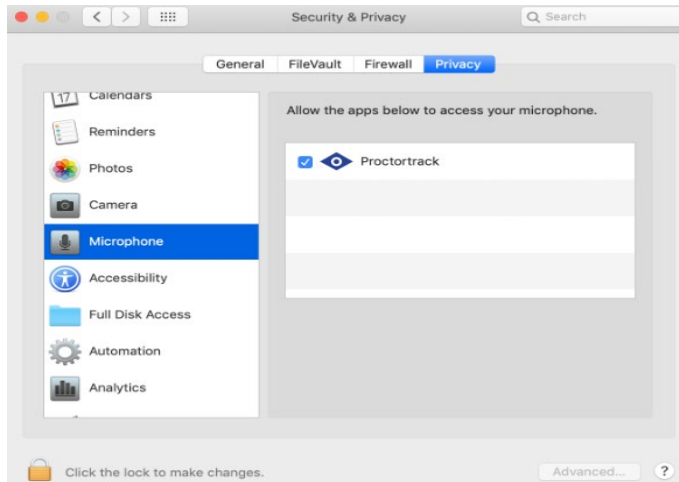 Security & Privacy
Search
General FileVault Firewall Privacy
17 Calendars
Reminders
Photos
Camera
Microphone
Accessibility
Full Disk Access
Automation
Analytics
Allow the apps below to access your microphone.
Proctortrack
Click the lock to make changes.
Advanced... ?